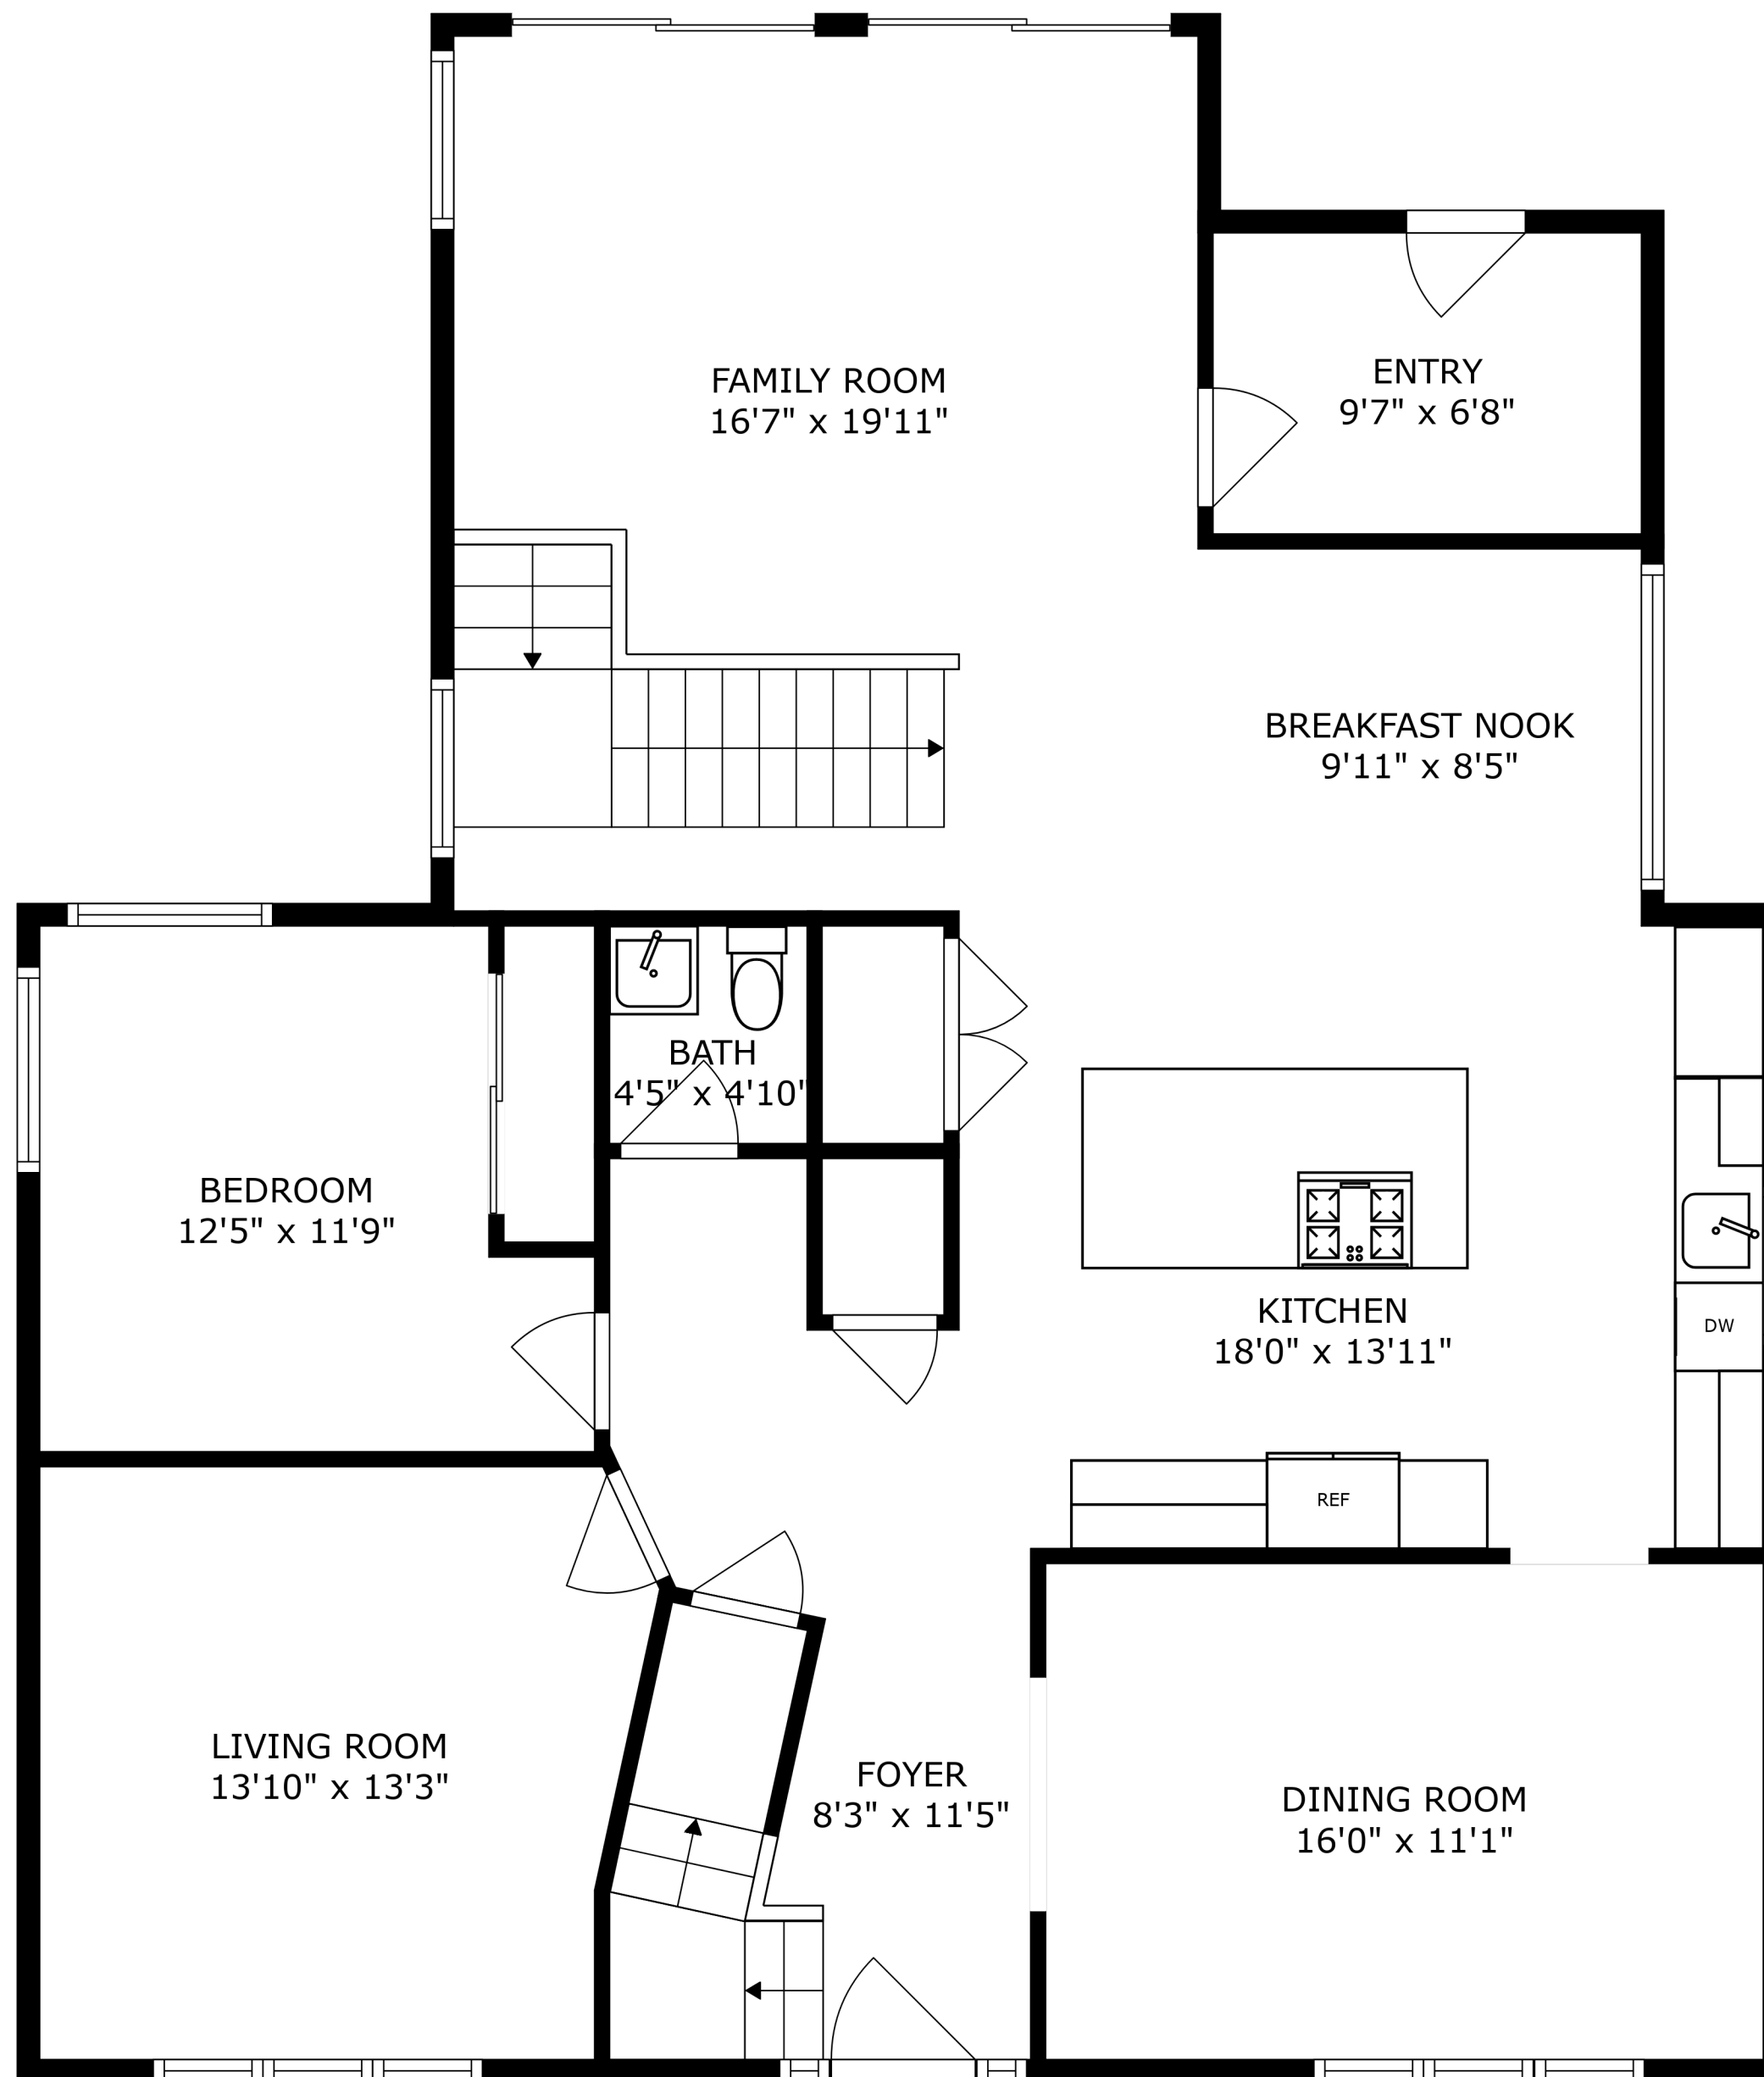 FAMILY ROOM
16'7" x 19'11"
ENTRY
9'7" x 6'8"
BREAKFAST NOOK
9'11" x 8'5"
BATH
4'5" x 4'10"
BEDROOM
12'5" x 11'9"
KITCHEN
18'0" x 13'11"
DW
REF
LIVING ROOM
13'10" x 13'3"
FOYER
8'3" x 11'5"
DINING ROOM
16'0" x 11'1"